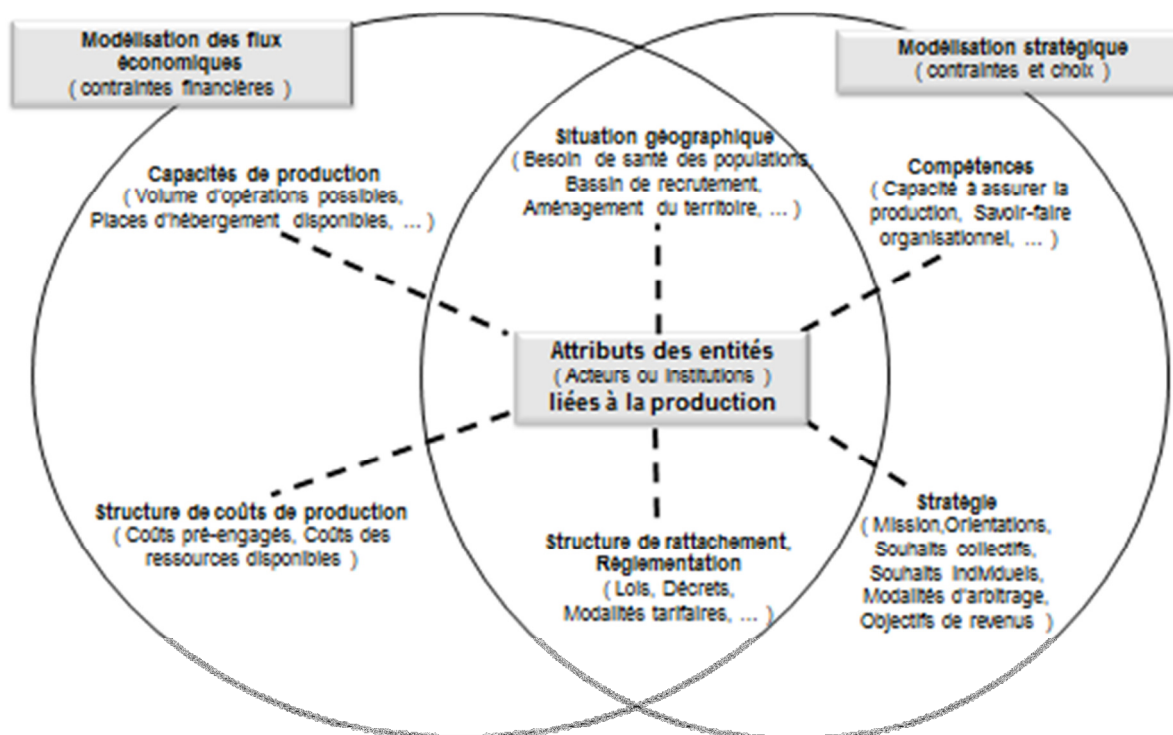 Modélisation des flux
économiques
( contraintes financières )
Modélisation stratégique
( contraintes et choix )
Situation géographique
( Besoin de santé des populations,
Bassin de recrutement,
Aménagement du territoire, ... )
Capacités de production
( Volume d'opérations possibles,
Places d'hébergement disponibles, ... )
Compétences
( Capacité à assurer la
production, Savoir-faire
organisationnel, ... )
Attributs des entités
( Acteurs ou Institutions )
liées à la production
Structure de coûts de production
( Coûts pré-engagés, Coûts des
ressources disponibles )
Structure de rattachement,
Règlementation
( Lois, Décrets,
Modalités tarifaires, ... )
Stratégie
( Mission,Orientations,
Souhaits collectifs,
Souhaits individuels,
Modalités d'arbitrage,
Objectifs de revenus )